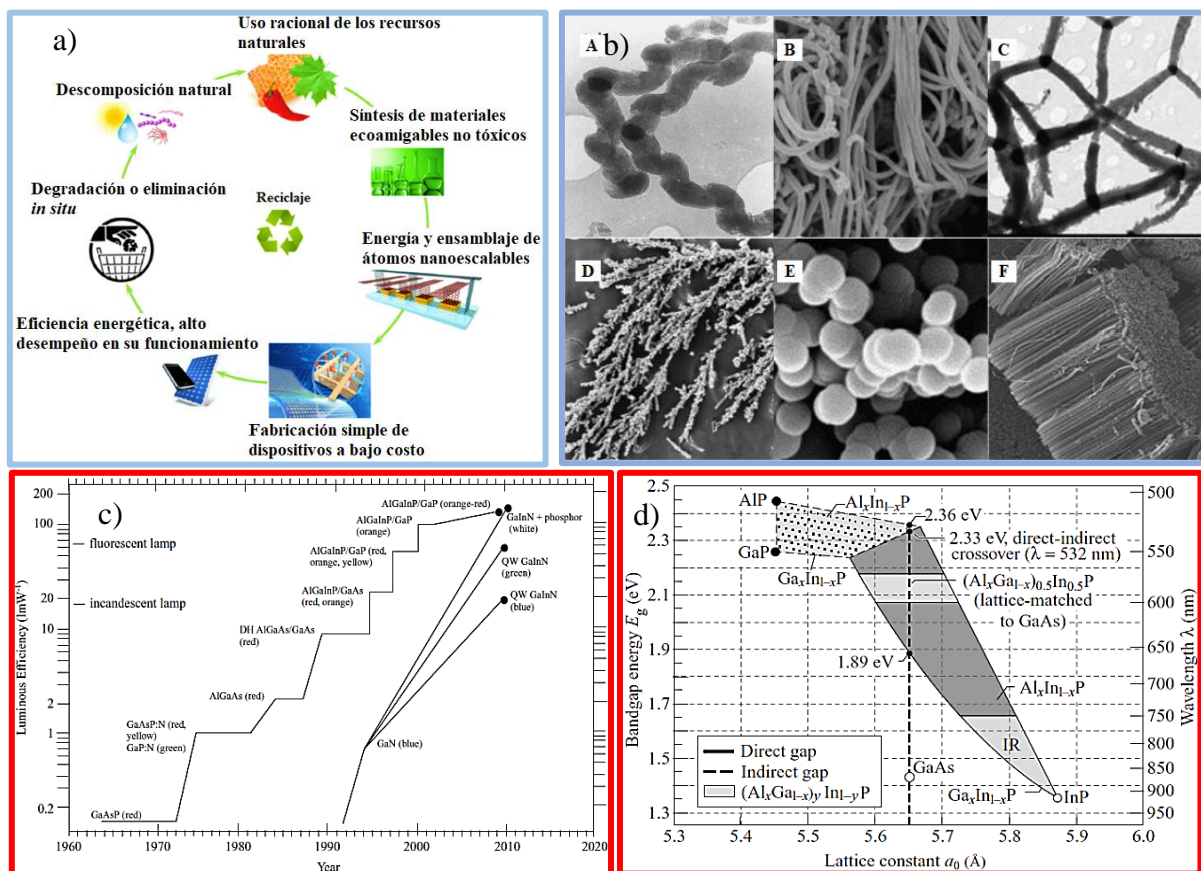 a)
Uso racional de los recursos
naturales
Descomposición natural
Síntesis de materiales
ecoamigables no tóxicos
Degradación o eliminación
in situ
Reciclaje
Energía y ensamblaje de
átomos nanoescalables
Eficiencia energética, alto
desempeño en su funcionamiento
Fabricación simple de
dispositivos a bajo costo
b)
A
B
C
D
E
F
c)
Luminous Efficiency (lmW⁻¹)
200
100
50
20
10
5
2
1
0.2
fluorescent lamp
incandescent lamp
AlGaInP/GaP (orange-red)
AlGaInP/GaP
(orange)
GaInN + phosphor
(white)
AlGaInP/GaP (red,
orange, yellow)
QW GaInN
(green)
AlGaInP/GaAs
(red, orange)
QW GaInN
(blue)
DH AlGaAs/GaAs
(red)
AlGaAs (red)
GaAsP:N (red,
yellow)
GaP:N (green)
GaN (blue)
GaAsP (red)
1960 1970 1980 1990 2000 2010 2020
Year
d)
Bandgap energy Eg (eV)
2.5
2.3
2.1
1.9
1.7
1.5
1.3
AlP
GaP
AlxIn1–xP
2.36 eV
2.33 eV, direct-indirect
crossover (λ = 532 nm)
GaxIn1–xP
(AlxGa1–x)0.5In0.5P
(lattice-matched
to GaAs)
1.89 eV
AlxIn1–xP
IR
Direct gap
Indirect gap
(AlxGa1–x)y In1–yP
GaAs
GaxIn1–xP
InP
500
550
600
650
700
750
800
850
900
950
Wavelength λ (nm)
5.3 5.4 5.5 5.6 5.7 5.8 5.9 6.0
Lattice constant a0 (Å)